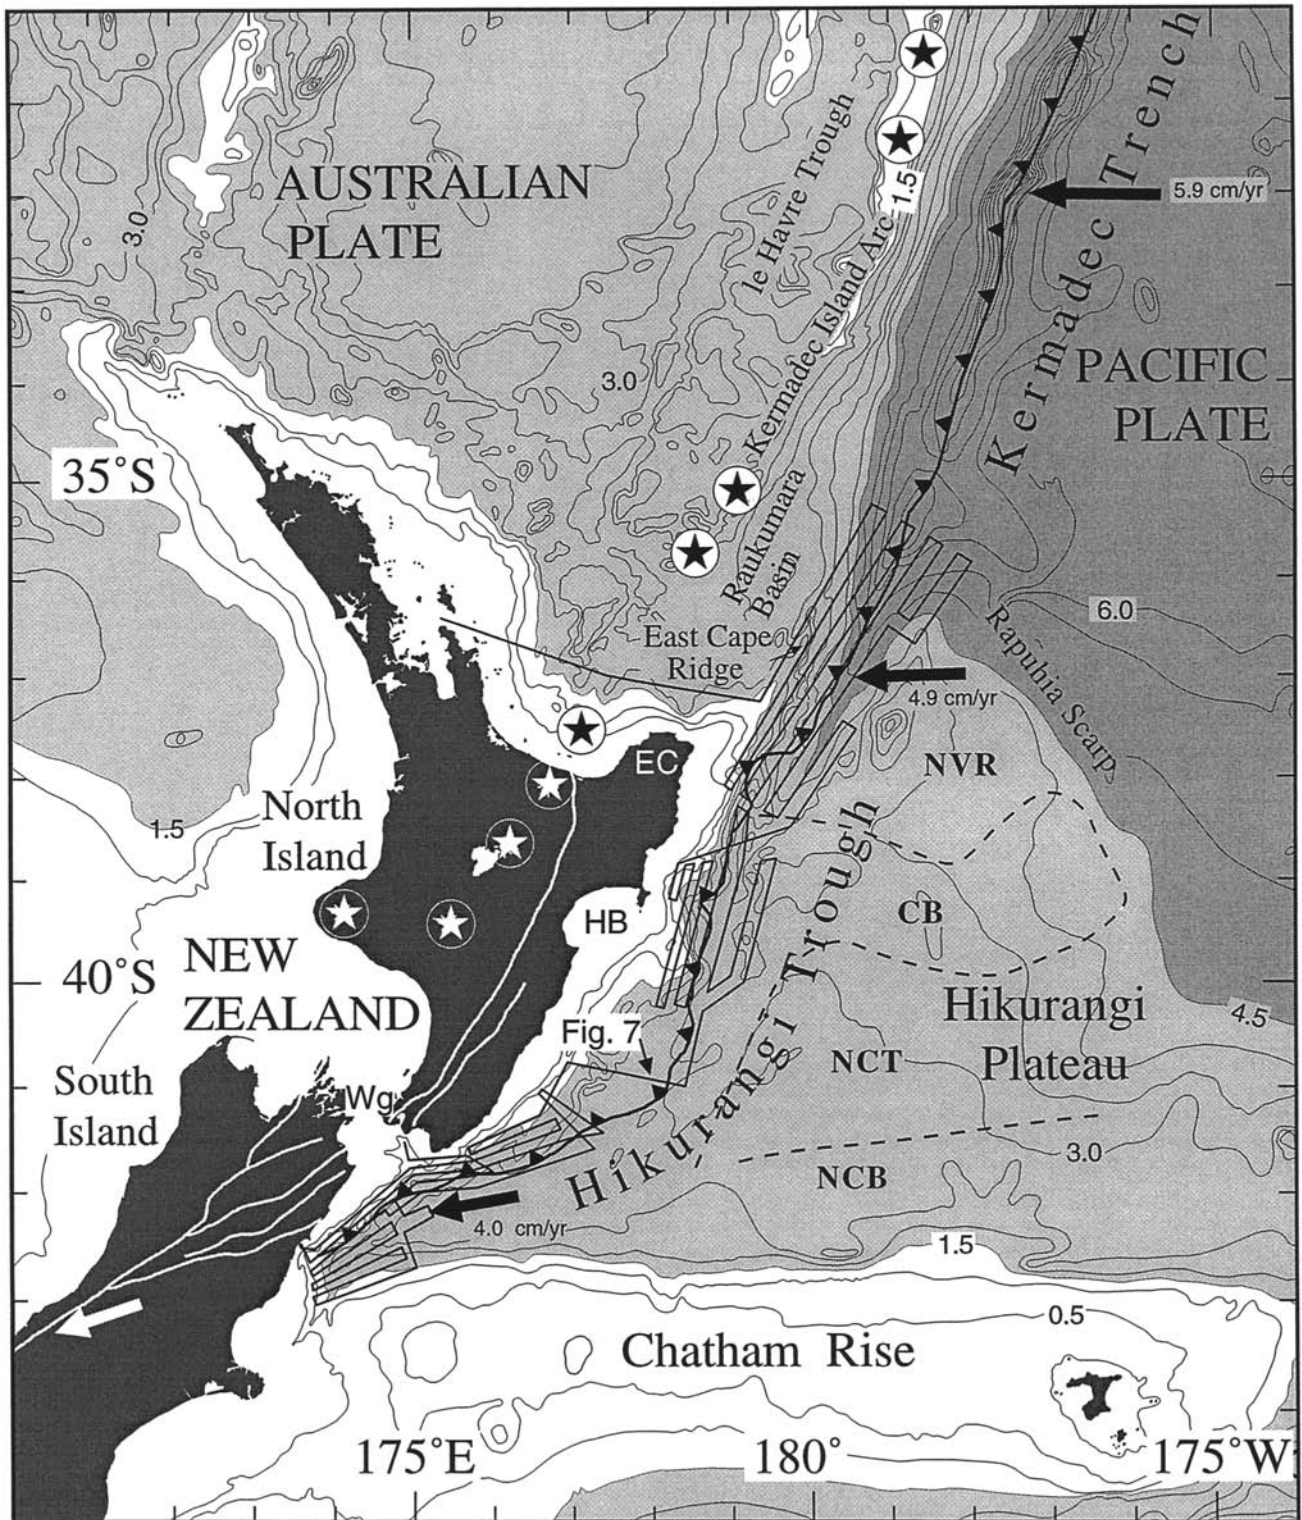 Kermadec Trench
le Havre Trough
1.5
5.9 cm/yr
AUSTRALIAN
PLATE
3.0
Kermadec Island Arc
PACIFIC
PLATE
3.0
35°S
Raukumara
Basin
6.0
Rapuhia Scarp
East Cape
Ridge
4.9 cm/yr
EC
NVR
North
Island
1.5
Hikurangi Trough
HB
CB
NEW
ZEALAND
40°S
Hikurangi
Plateau
4.5
Fig. 7
NCT
South
Island
Wg
3.0
NCB
4.0 cm/yr
1.5
0.5
Chatham Rise
175°E
180°
175°W